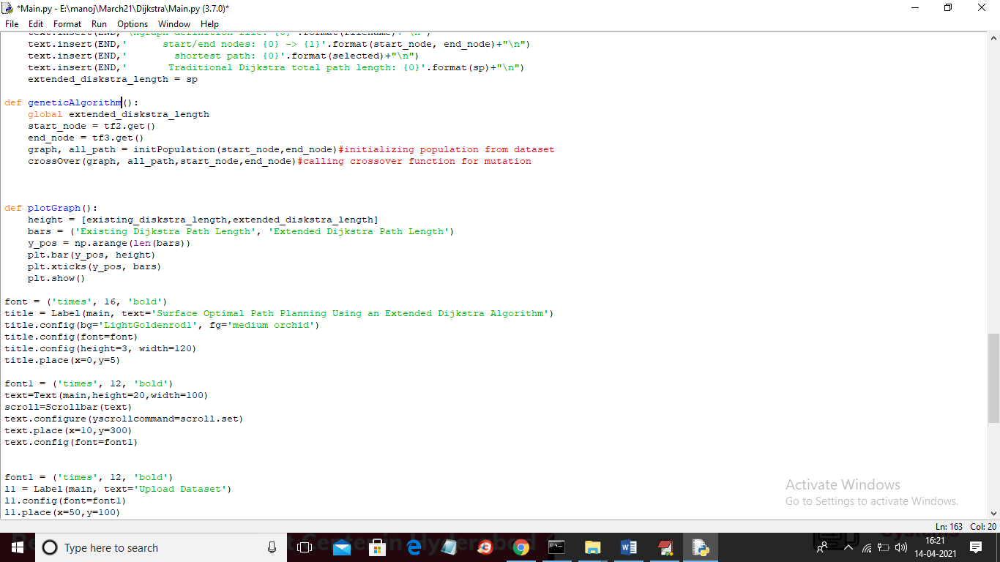 *Main.py - E:\manoj\March21\Dijkstra\Main.py (3.7.0)*
File Edit Format Run Options Window Help
text.insert(END,'\ngraph definition file: {0}'.format(filename)+"\n")
text.insert(END,'      start/end nodes: {0} -> {1}'.format(start_node, end_node)+"\n")
text.insert(END,'        shortest path: {0}'.format(selected)+"\n")
text.insert(END,'       Traditional Dijkstra total path length: {0}'.format(sp)+"\n")
extended_diskstra_length = sp
def geneticAlgorithm():
    global extended_diskstra_length
    start_node = tf2.get()
    end_node = tf3.get()
    graph, all_path = initPopulation(start_node,end_node)#initializing population from dataset
    crossOver(graph, all_path,start_node,end_node)#calling crossover function for mutation
def plotGraph():
    height = [existing_diskstra_length,extended_diskstra_length]
    bars = ('Existing Dijkstra Path Length', 'Extended Dijkstra Path Length')
    y_pos = np.arange(len(bars))
    plt.bar(y_pos, height)
    plt.xticks(y_pos, bars)
    plt.show()
font = ('times', 16, 'bold')
title = Label(main, text='Surface Optimal Path Planning Using an Extended Dijkstra Algorithm')
title.config(bg='LightGoldenrod1', fg='medium orchid')
title.config(font=font)
title.config(height=3, width=120)
title.place(x=0,y=5)
font1 = ('times', 12, 'bold')
text=Text(main,height=20,width=100)
scroll=Scrollbar(text)
text.configure(yscrollcommand=scroll.set)
text.place(x=10,y=300)
text.config(font=font1)
font1 = ('times', 12, 'bold')
l1 = Label(main, text='Upload Dataset')
l1.config(font=font1)
l1.place(x=50,y=100)
Activate Windows
Go to Settings to activate Windows.
Ln: 163 Col: 20
Type here to search
16:21
14-04-2021